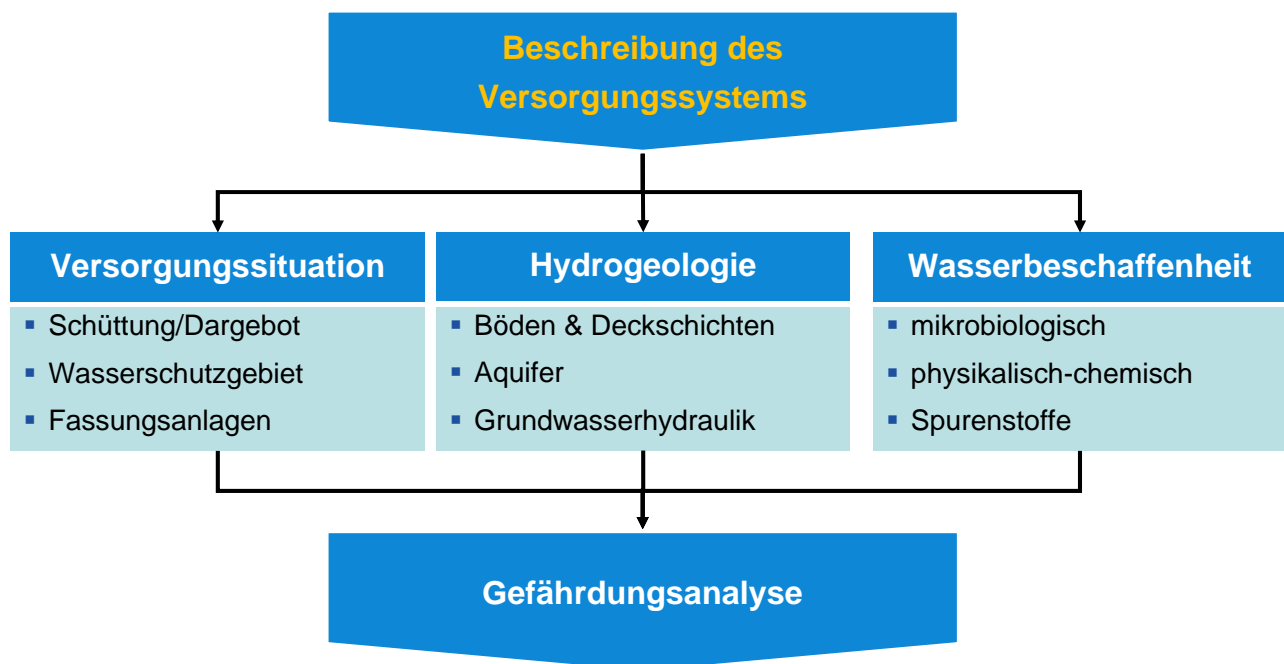 Beschreibung des
Versorgungssystems
Versorgungssituation
▪ Schüttung/Dargebot
▪ Wasserschutzgebiet
▪ Fassungsanlagen
Hydrogeologie
▪ Böden & Deckschichten
▪ Aquifer
▪ Grundwasserhydraulik
Wasserbeschaffenheit
▪ mikrobiologisch
▪ physikalisch-chemisch
▪ Spurenstoffe
Gefährdungsanalyse